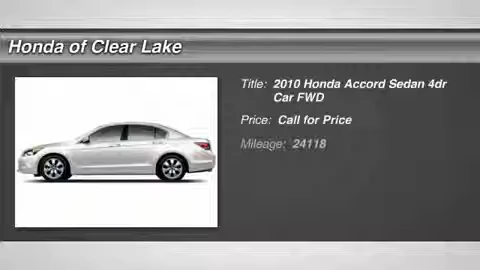 Honda of Clear Lake
Title: 2010 Honda Accord Sedan 4dr
Car FWD
Price: Call for Price
Mileage: 24118